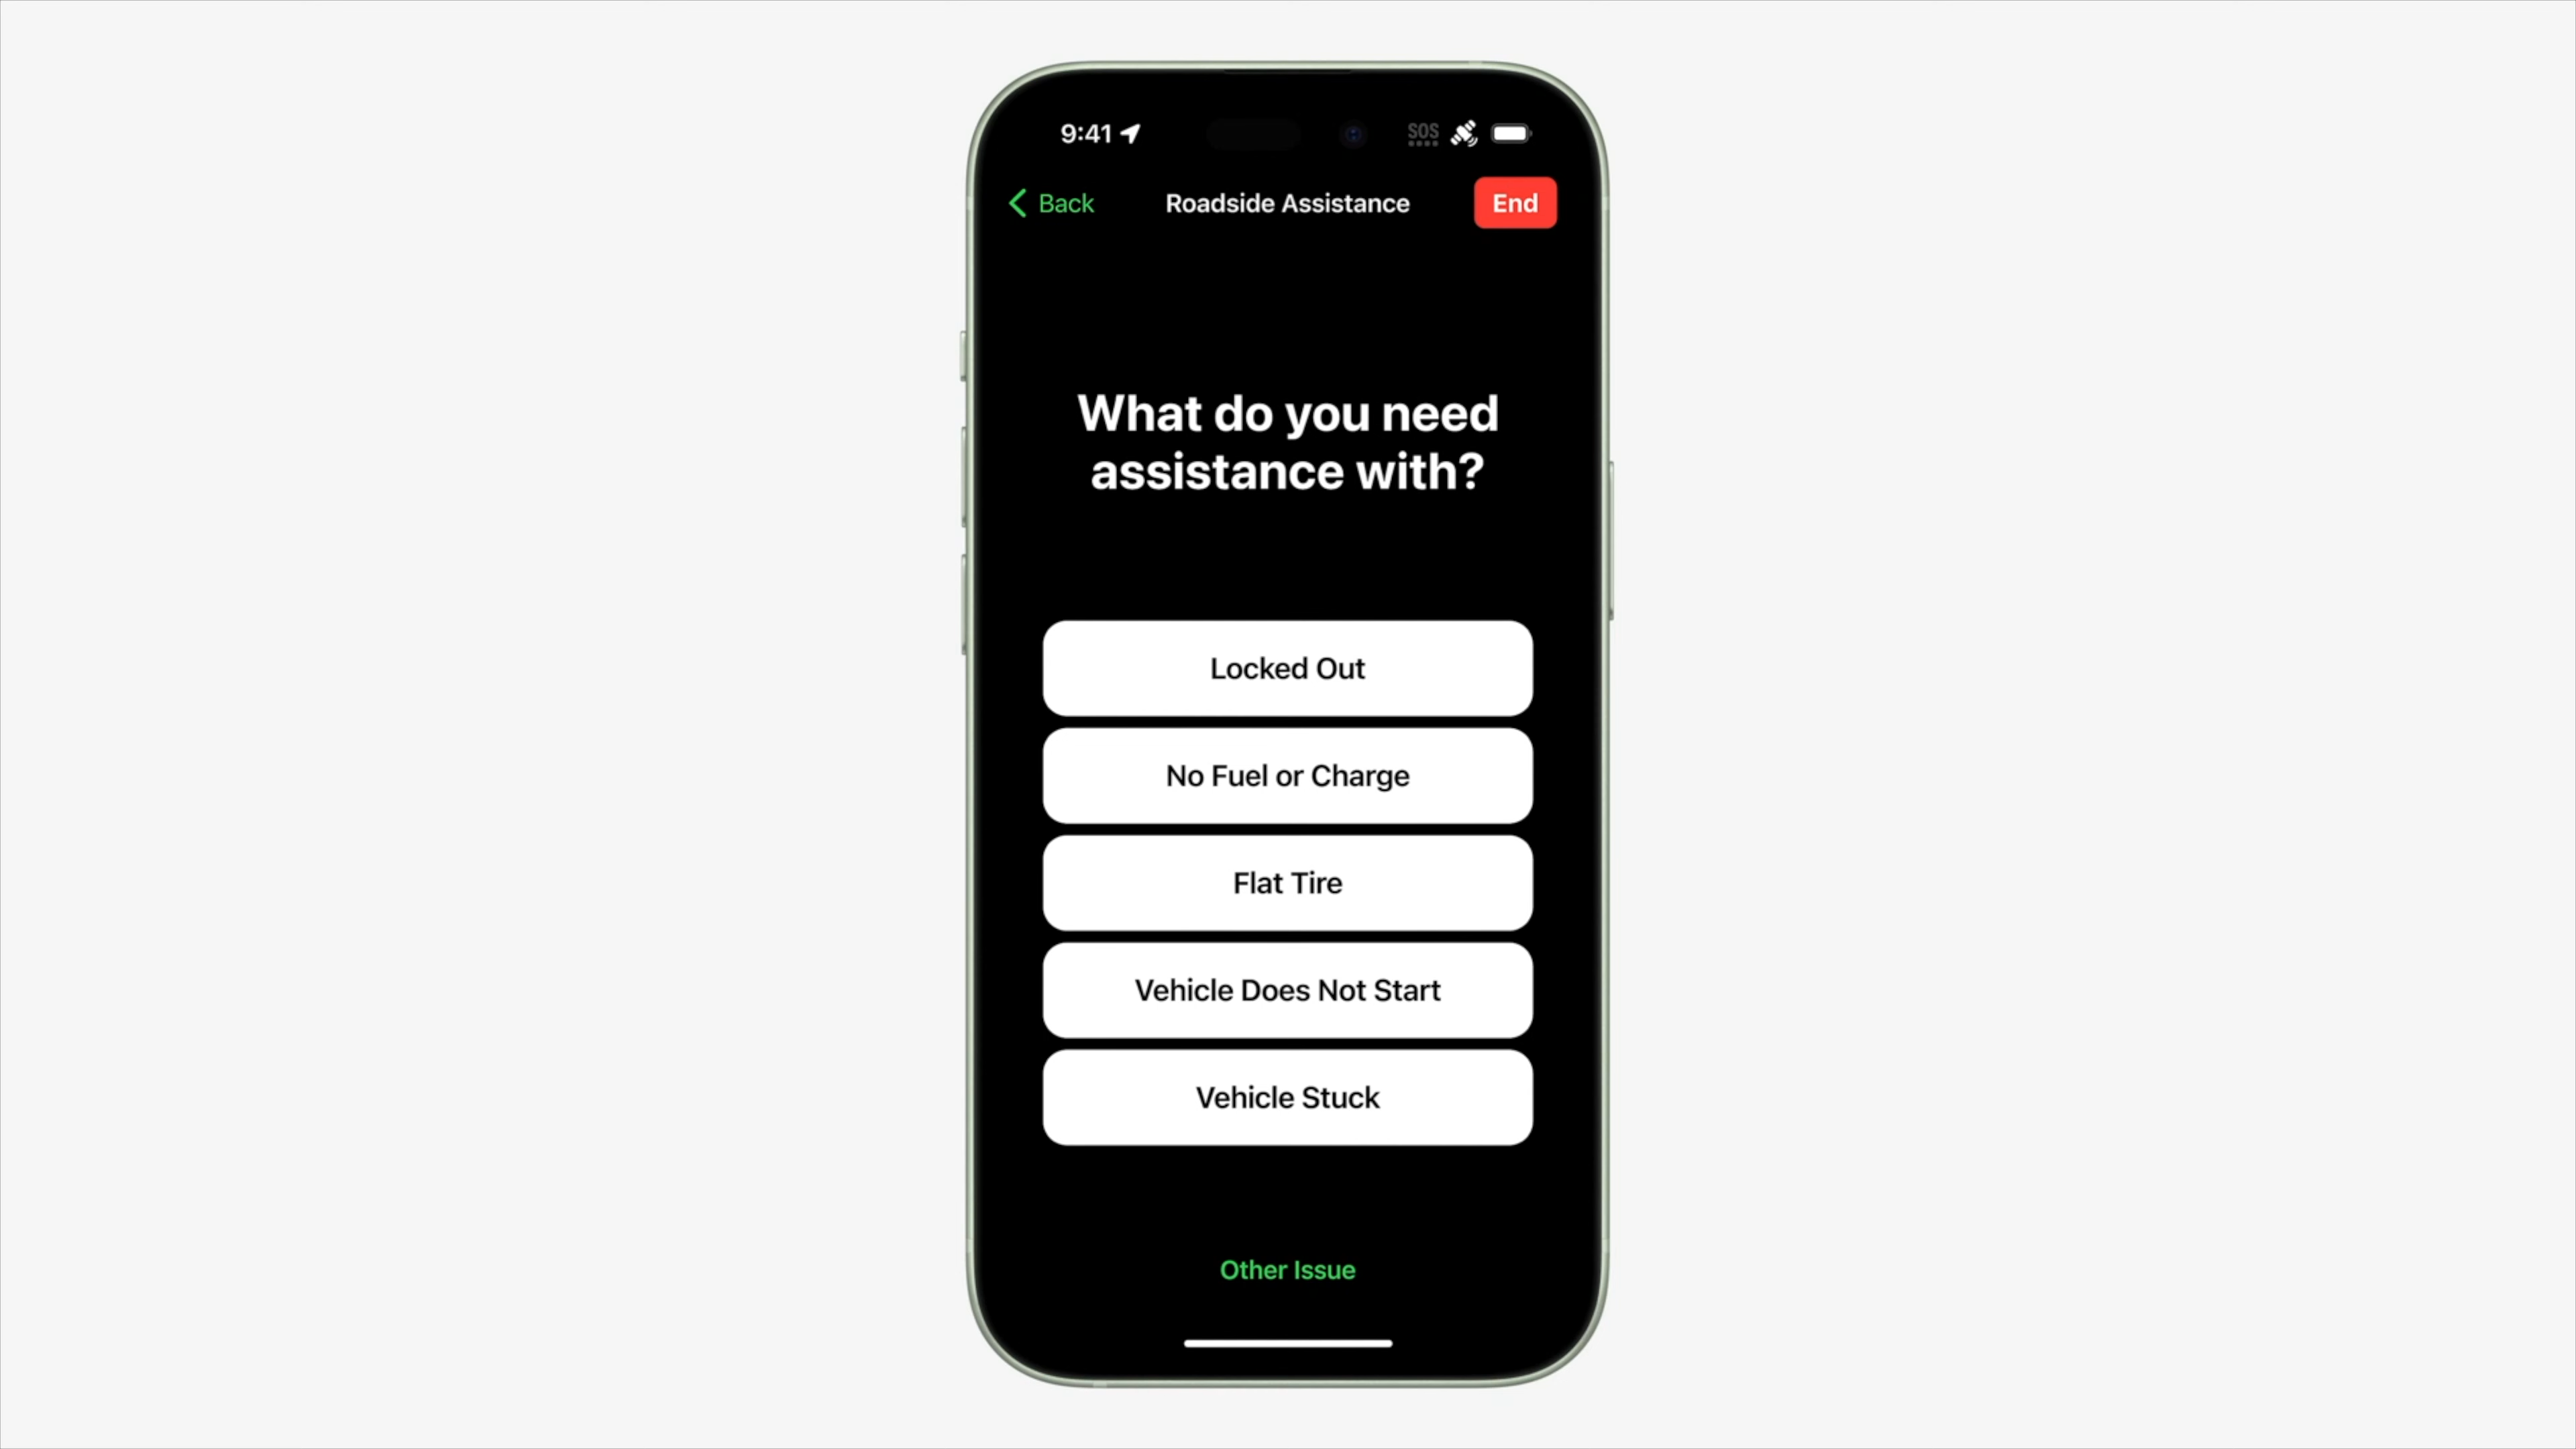 9:41
SOS
Back
Roadside Assistance
End
What do you need
assistance with?
Locked Out
No Fuel or Charge
Flat Tire
Vehicle Does Not Start
Vehicle Stuck
Other Issue